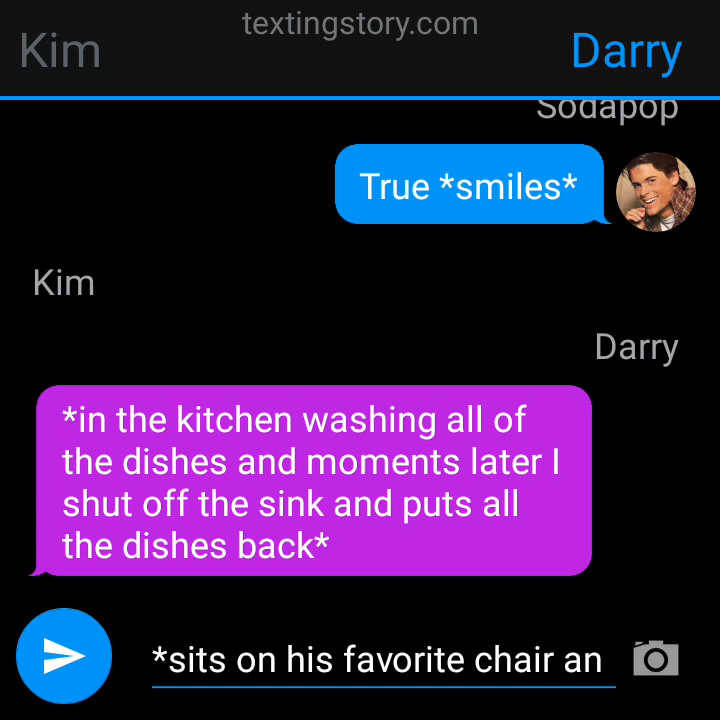 textingstory.com
Kim
Darry
Sodapop
True *smiles*
Kim
Darry
*in the kitchen washing all of
the dishes and moments later I
shut off the sink and puts all
the dishes back*
*sits on his favorite chair an